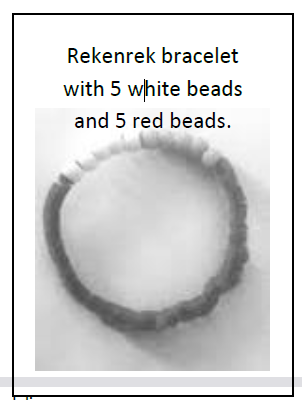 Rekenrek bracelet
with 5 white beads
and 5 red beads.